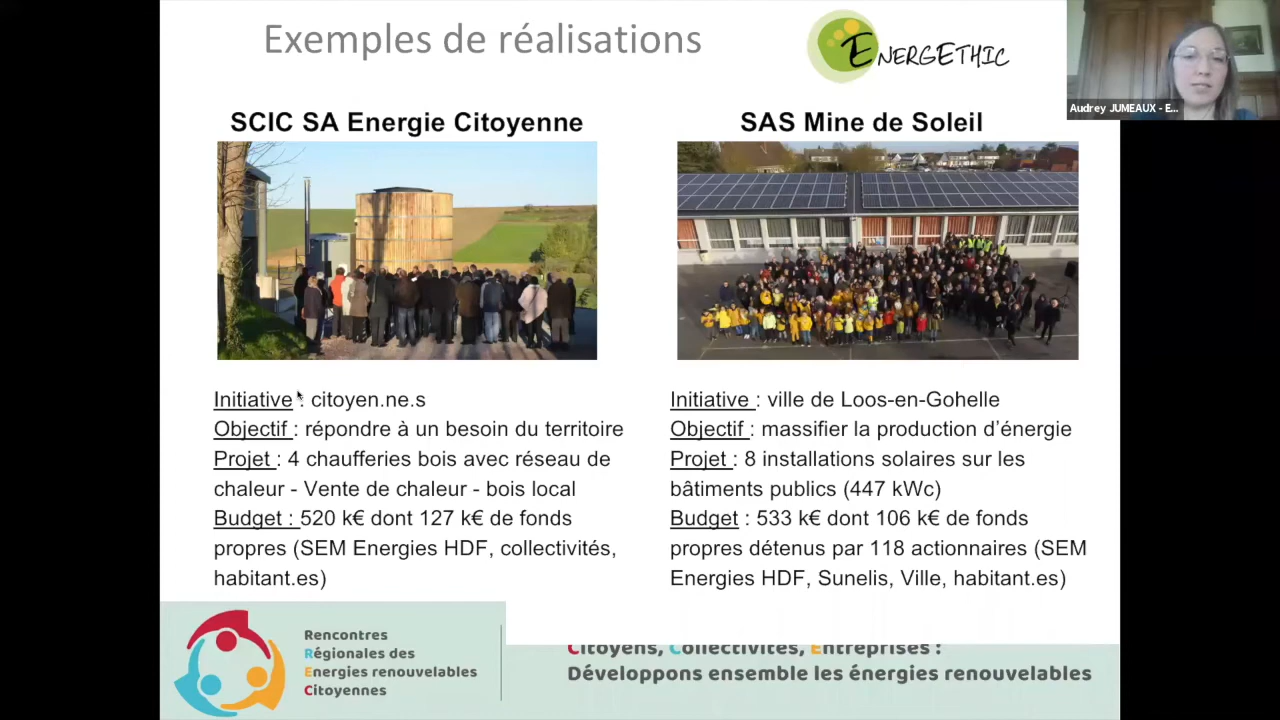 Exemples de réalisations
ENERGETHIC
Audrey JUMEAUX - E...
SCIC SA Energie Citoyenne
Initiative : citoyen.ne.s
Objectif : répondre à un besoin du territoire
Projet : 4 chaufferies bois avec réseau de
chaleur - Vente de chaleur - bois local
Budget : 520 k€ dont 127 k€ de fonds
propres (SEM Energies HDF, collectivités,
habitant.es)
SAS Mine de Soleil
Initiative : ville de Loos-en-Gohelle
Objectif : massifier la production d’énergie
Projet : 8 installations solaires sur les
bâtiments publics (447 kWc)
Budget : 533 k€ dont 106 k€ de fonds
propres détenus par 118 actionnaires (SEM
Energies HDF, Sunelis, Ville, habitant.es)
Rencontres
Régionales des
Energies renouvelables
Citoyennes
Citoyens, Collectivités, Entreprises :
Développons ensemble les énergies renouvelables